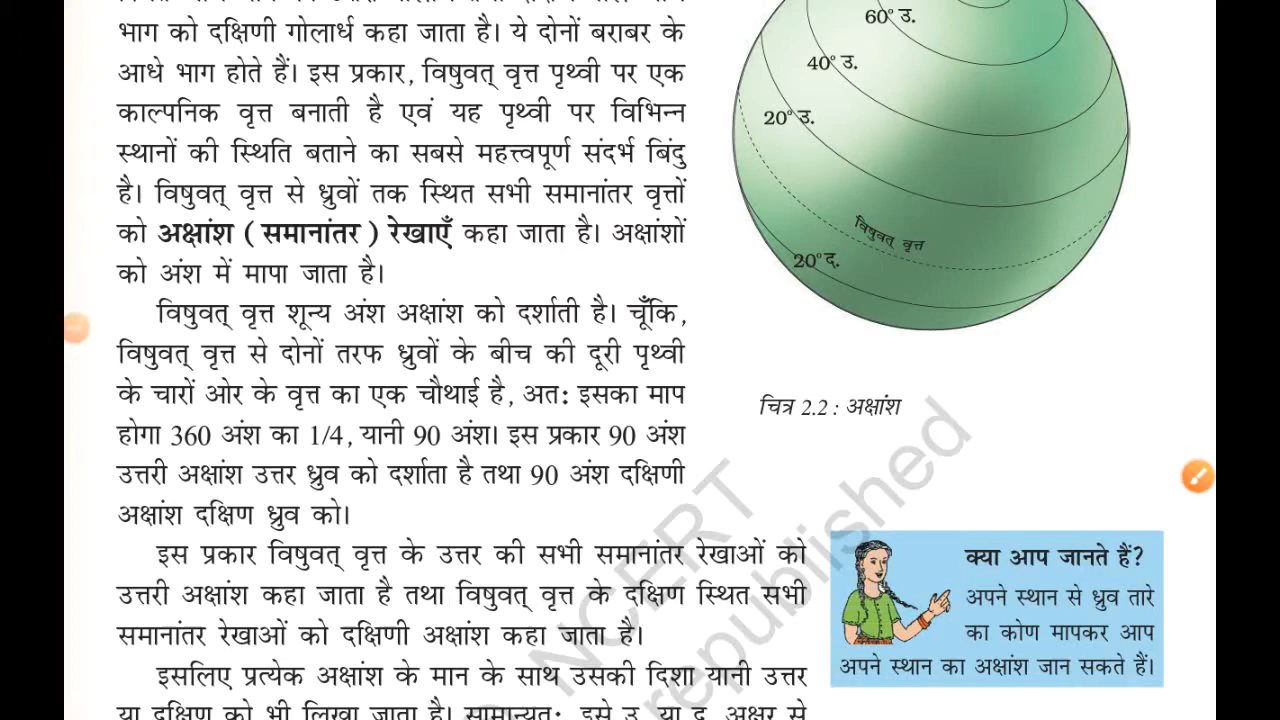 भाग को दक्षिणी गोलार्ध कहा जाता है। ये दोनों बराबर के
आधे भाग होते हैं। इस प्रकार, विषुवत् वृत्त पृथ्वी पर एक
काल्पनिक वृत्त बनाती है एवं यह पृथ्वी पर विभिन्न
स्थानों की स्थिति बताने का सबसे महत्त्वपूर्ण संदर्भ बिंदु
है। विषुवत् वृत्त से ध्रुवों तक स्थित सभी समानांतर वृत्तों
को अक्षांश ( समानांतर ) रेखाएँ कहा जाता है। अक्षांशों
को अंश में मापा जाता है।
विषुवत् वृत्त शून्य अंश अक्षांश को दर्शाती है। चूँकि,
विषुवत् वृत्त से दोनों तरफ ध्रुवों के बीच की दूरी पृथ्वी
के चारों ओर के वृत्त का एक चौथाई है, अतः इसका माप
होगा 360 अंश का 1/4, यानी 90 अंश। इस प्रकार 90 अंश
उत्तरी अक्षांश उत्तर ध्रुव को दर्शाता है तथा 90 अंश दक्षिणी
अक्षांश दक्षिण ध्रुव को।
इस प्रकार विषुवत् वृत्त के उत्तर की सभी समानांतर रेखाओं को
उत्तरी अक्षांश कहा जाता है तथा विषुवत् वृत्त के दक्षिण स्थित सभी
समानांतर रेखाओं को दक्षिणी अक्षांश कहा जाता है।
इसलिए प्रत्येक अक्षांश के मान के साथ उसकी दिशा यानी उत्तर
या दक्षिण को भी लिखा जाता है। सामान्यतः, इसे उ. या द. अक्षर से
60° उ.
40° उ.
20° उ.
विषुवत् वृत्त
20° द.
चित्र 2.2 : अक्षांश
क्या आप जानते हैं?
अपने स्थान से ध्रुव तारे
का कोण मापकर आप
अपने स्थान का अक्षांश जान सकते हैं।
NCERT
republished